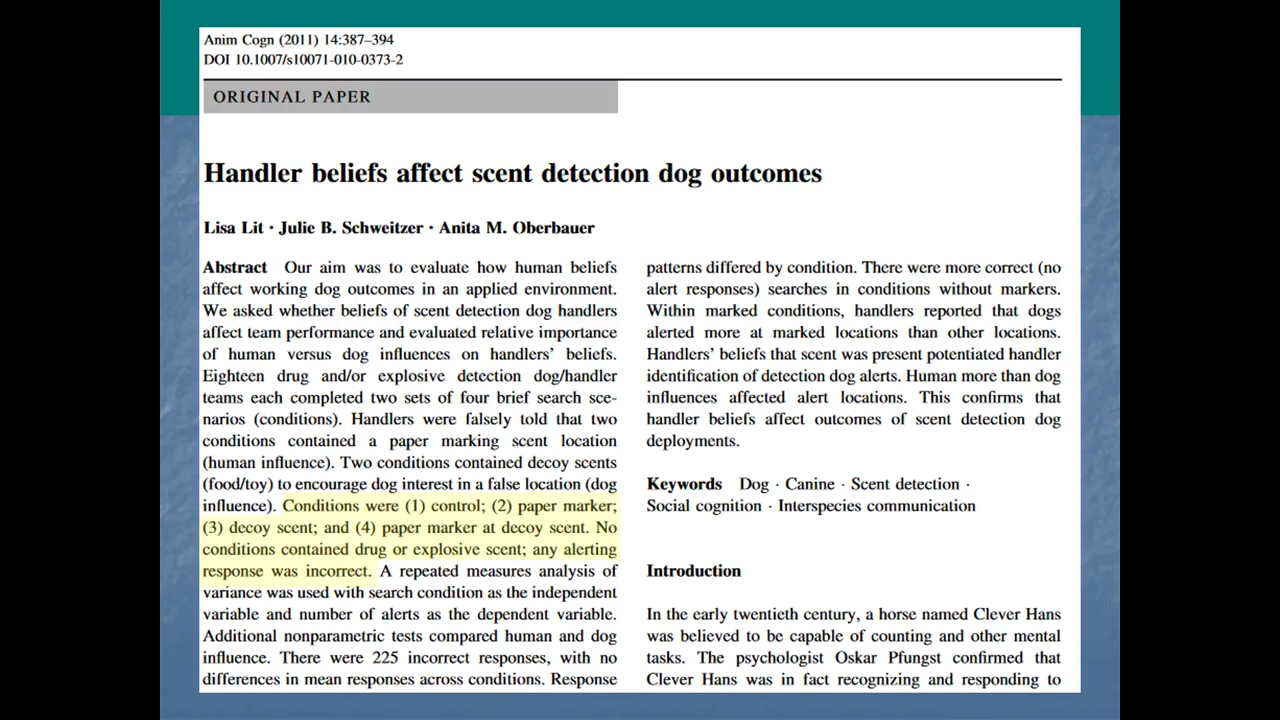 Anim Cogn (2011) 14:387–394
DOI 10.1007/s10071-010-0373-2
ORIGINAL PAPER
Handler beliefs affect scent detection dog outcomes
Lisa Lit · Julie B. Schweitzer · Anita M. Oberbauer
Abstract Our aim was to evaluate how human beliefs
affect working dog outcomes in an applied environment.
We asked whether beliefs of scent detection dog handlers
affect team performance and evaluated relative importance
of human versus dog influences on handlers’ beliefs.
Eighteen drug and/or explosive detection dog/handler
teams each completed two sets of four brief search sce-
narios (conditions). Handlers were falsely told that two
conditions contained a paper marking scent location
(human influence). Two conditions contained decoy scents
(food/toy) to encourage dog interest in a false location (dog
influence). Conditions were (1) control; (2) paper marker;
(3) decoy scent; and (4) paper marker at decoy scent. No
conditions contained drug or explosive scent; any alerting
response was incorrect. A repeated measures analysis of
variance was used with search condition as the independent
variable and number of alerts as the dependent variable.
Additional nonparametric tests compared human and dog
influence. There were 225 incorrect responses, with no
differences in mean responses across conditions. Response
patterns differed by condition. There were more correct (no
alert responses) searches in conditions without markers.
Within marked conditions, handlers reported that dogs
alerted more at marked locations than other locations.
Handlers’ beliefs that scent was present potentiated handler
identification of detection dog alerts. Human more than dog
influences affected alert locations. This confirms that
handler beliefs affect outcomes of scent detection dog
deployments.
Keywords Dog · Canine · Scent detection ·
Social cognition · Interspecies communication
Introduction
In the early twentieth century, a horse named Clever Hans
was believed to be capable of counting and other mental
tasks. The psychologist Oskar Pfungst confirmed that
Clever Hans was in fact recognizing and responding to